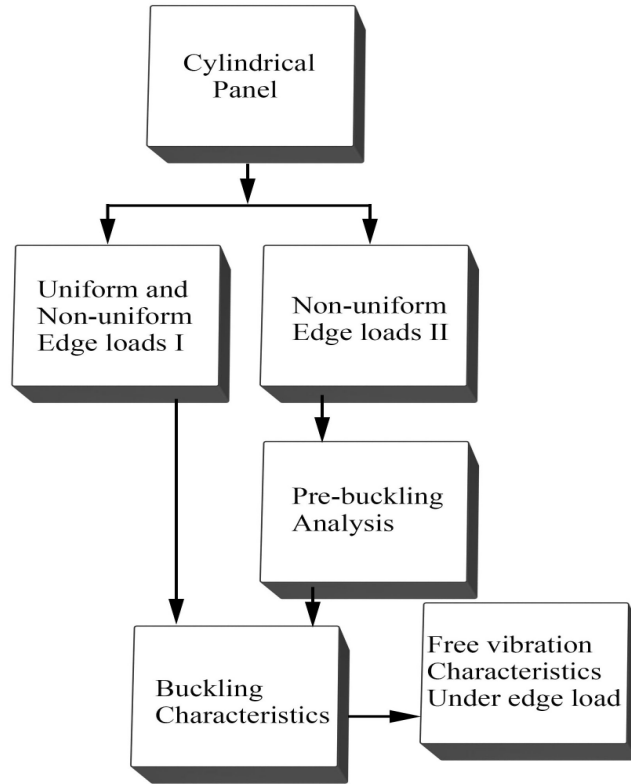 Cylindrical
Panel
Uniform and
Non-uniform
Edge loads I
Non-uniform
Edge loads II
Pre-buckling
Analysis
Buckling
Characteristics
Free vibration
Characteristics
Under edge load